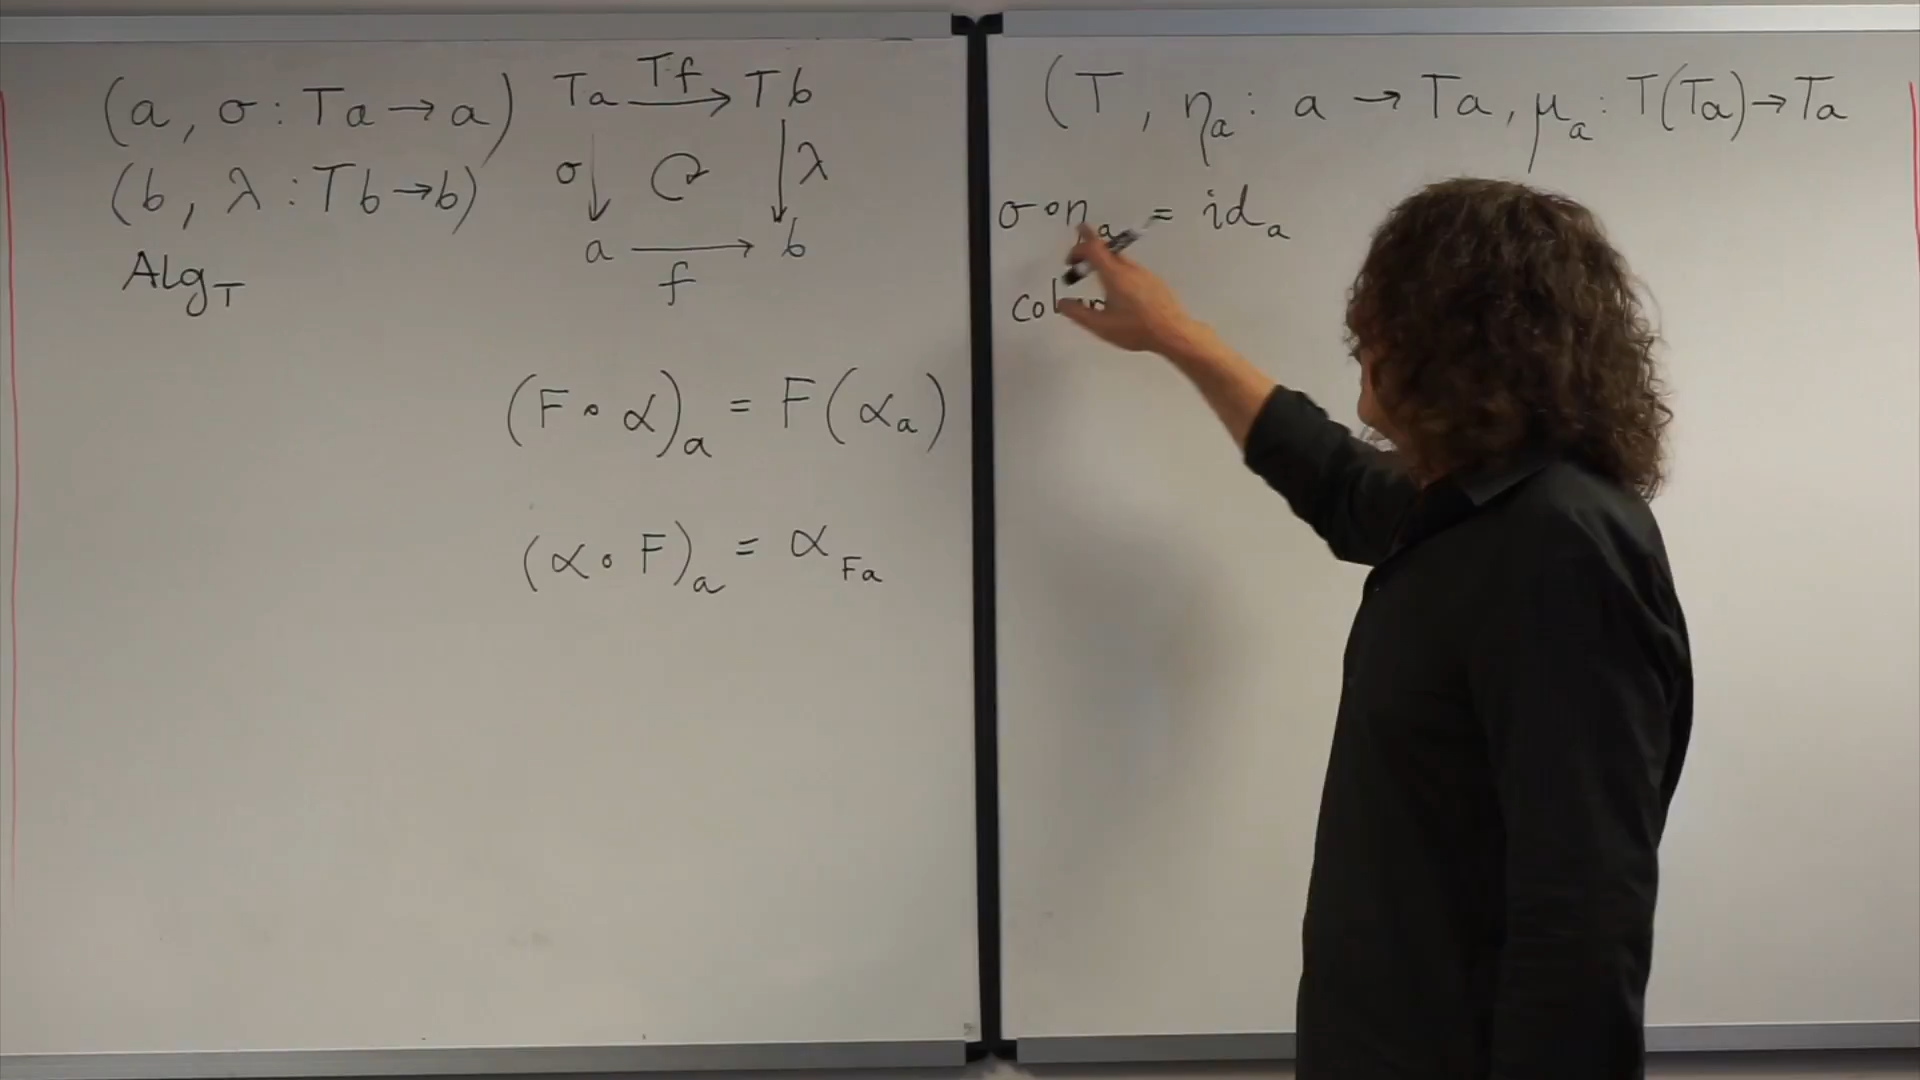 (a, σ : Ta → a)
(b, λ : Tb → b)
Alg_T
Ta Tf Tb
σ λ
a f b
(F ∘ α)_a = F(α_a)
(α ∘ F)_a = α_Fa
(T, η_a : a → Ta, μ_a : T(Ta) → Ta
σ ∘ η_a = id_a